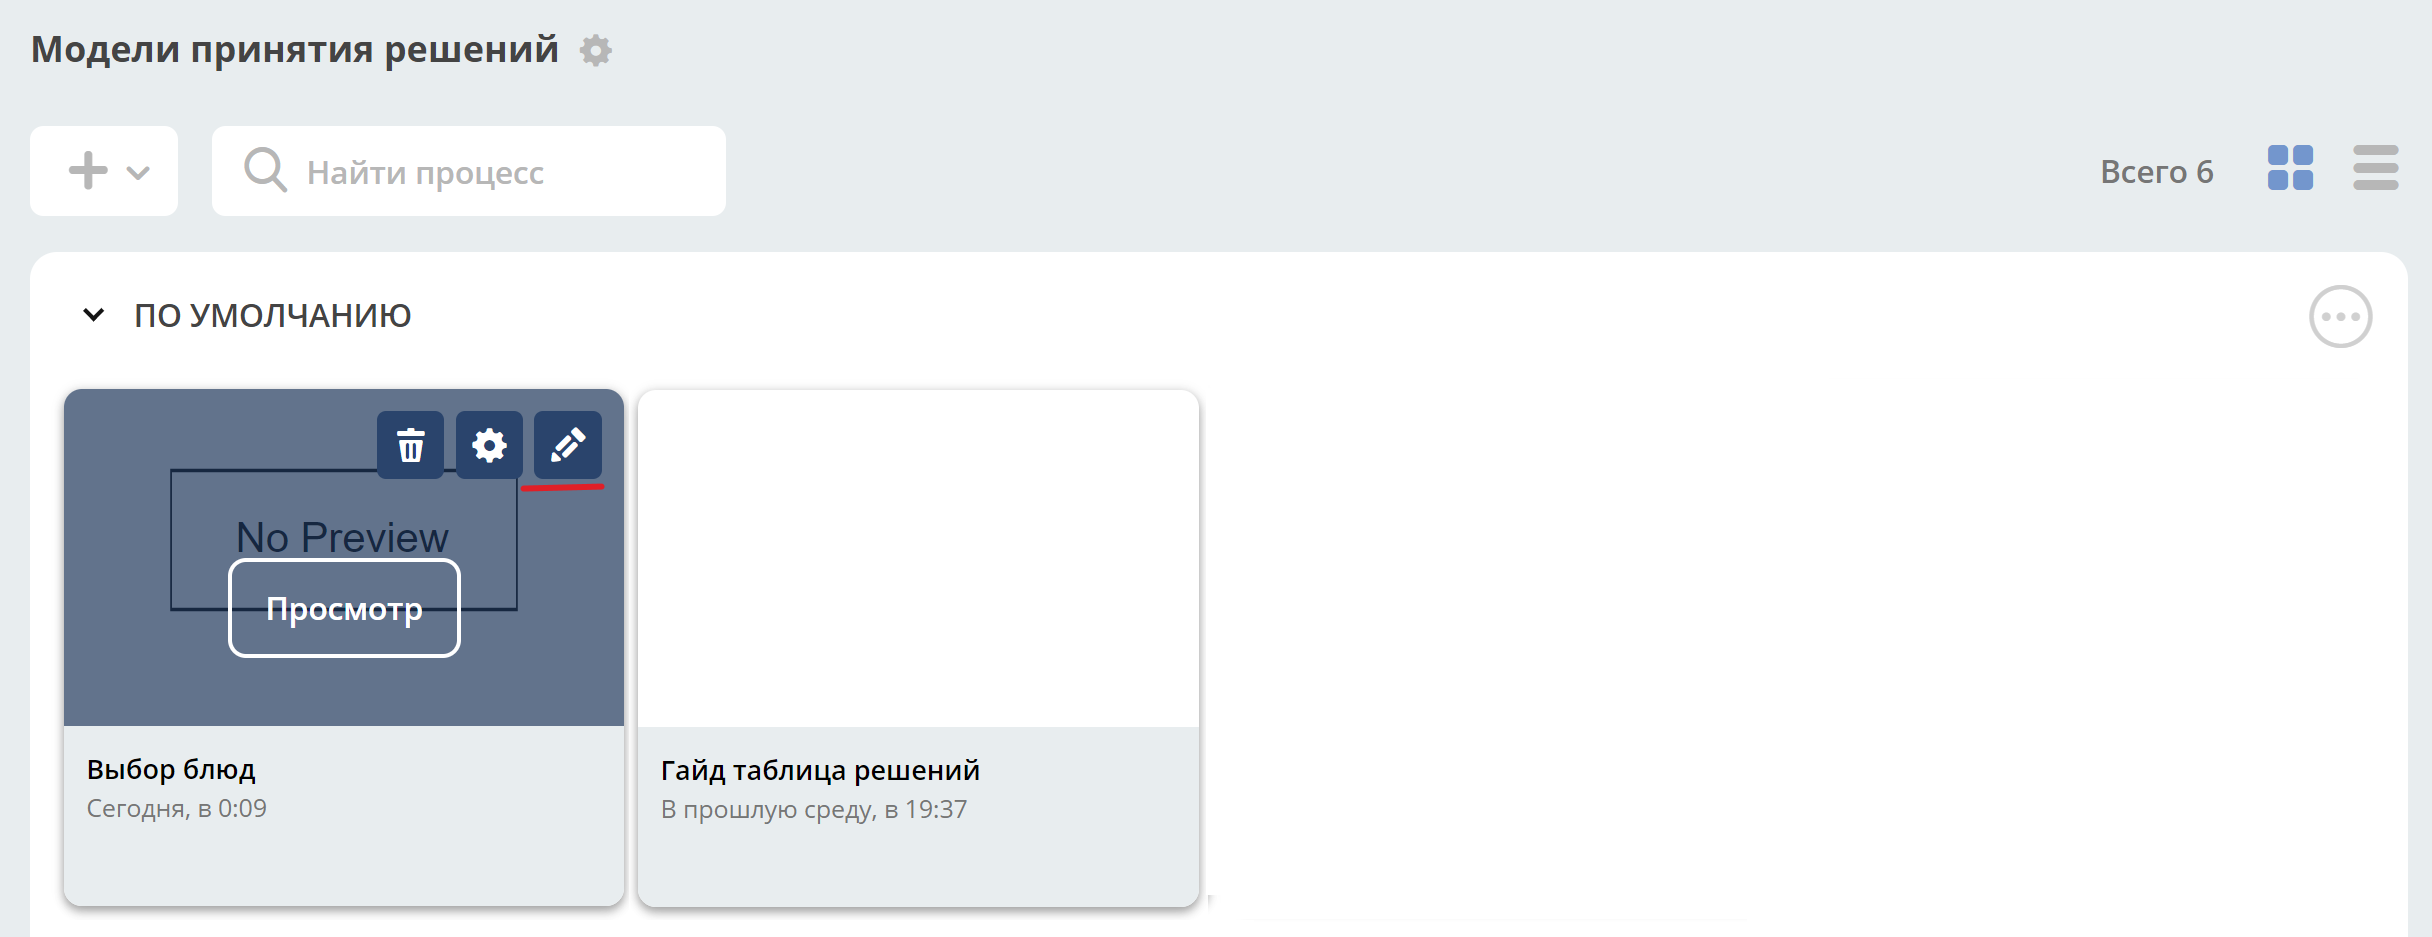 Модели принятия решений
Найти процесс
Всего 6
ПО УМОЛЧАНИЮ
No Preview
Просмотр
Выбор блюд
Сегодня, в 0:09
Гайд таблица решений
В прошлую среду, в 19:37